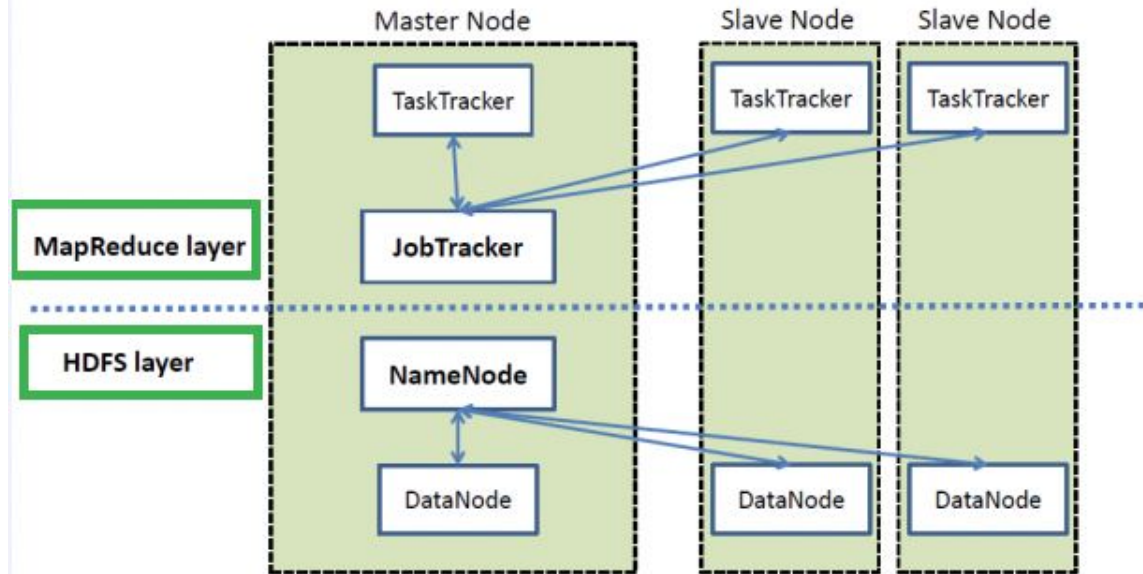 Master Node
Slave Node
Slave Node
TaskTracker
TaskTracker
TaskTracker
MapReduce layer
JobTracker
HDFS layer
NameNode
DataNode
DataNode
DataNode